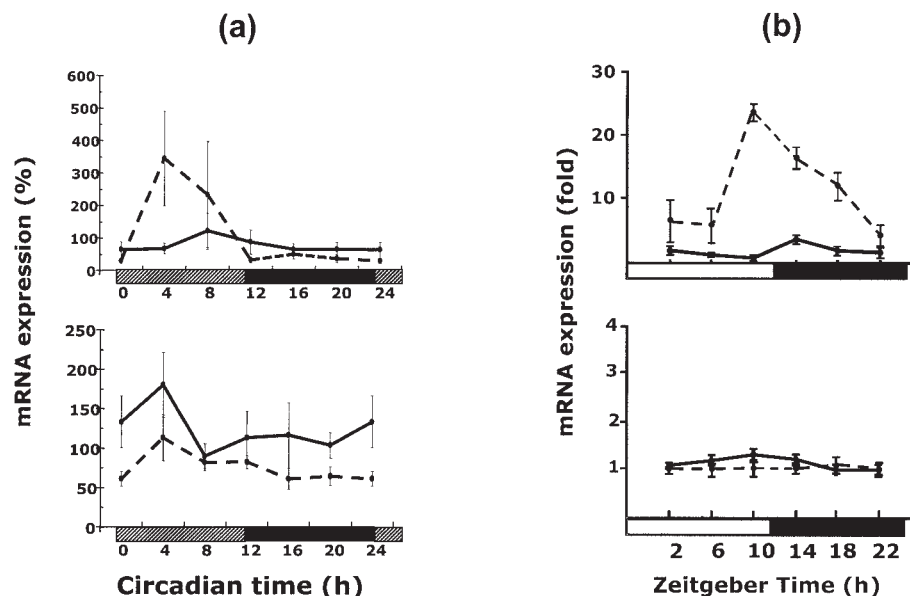 (a)
(b)
mRNA expression (%)
600
500
400
300
200
100
0
0 4 8 12 16 20 24
250
200
150
100
50
0
0 4 8 12 16 20 24
Circadian time (h)
mRNA expression (fold)
30
20
10
4
3
2
1
2 6 10 14 18 22
Zeitgeber Time (h)